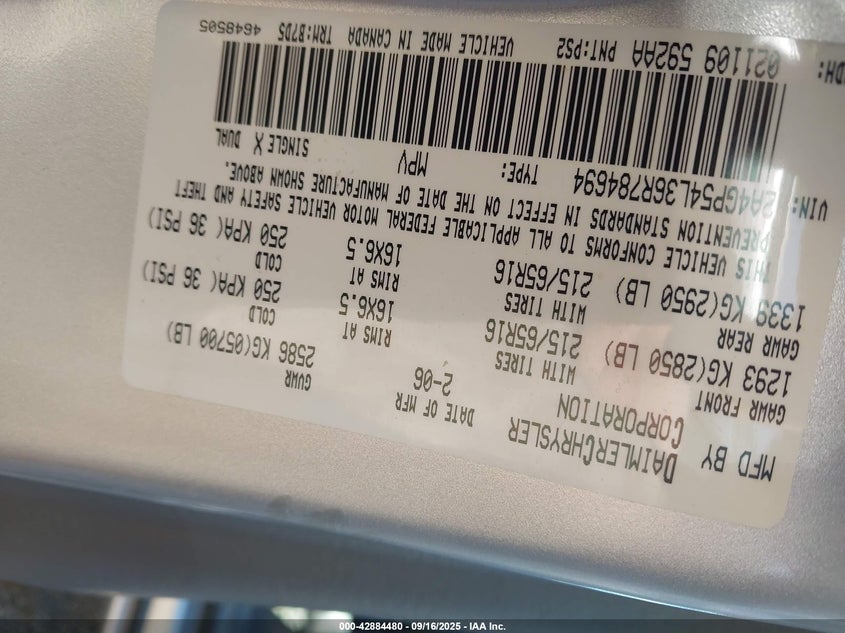 MFD BY DAIMLERCHRYSLER CORPORATION
DATE OF MFR 2-06
GVWR 2586 KG(05700 LB)
GAWR FRONT 1293 KG(2850 LB)
WITH TIRES 215/65R16
RIMS AT 16X6.5
COLD 250 KPA( 36 PSI)
GAWR REAR 1339 KG(2950 LB)
WITH TIRES 215/65R16
RIMS AT 16X6.5
COLD 250 KPA( 36 PSI)
THIS VEHICLE CONFORMS TO ALL APPLICABLE FEDERAL MOTOR VEHICLE SAFETY AND THEFT
PREVENTION STANDARDS IN EFFECT ON THE DATE OF MANUFACTURE SHOWN ABOVE.
VIN: 2A4GP54L36R784694 TYPE: MPV SINGLE X DUAL
MDH: 021109 592AA PNT:PS2 VEHICLE MADE IN CANADA TRM:B7D5 4648505
000-42884480 - 09/16/2025 - IAA Inc.